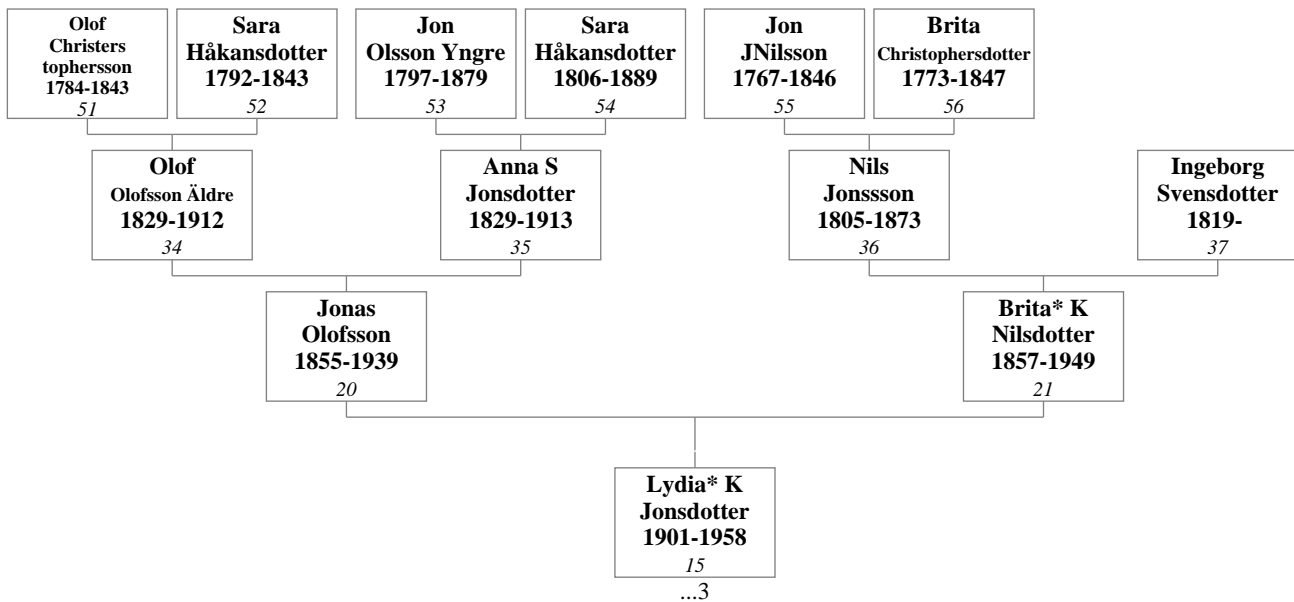 Olof
Christers
tophersson
1784-1843
51
Sara
Håkansdotter
1792-1843
52
Jon
Olsson Yngre
1797-1879
53
Sara
Håkansdotter
1806-1889
54
Jon
JNilsson
1767-1846
55
Brita
Christophersdotter
1773-1847
56
Olof
Olofsson Äldre
1829-1912
34
Anna S
Jonsdotter
1829-1913
35
Nils
Jonssson
1805-1873
36
Ingeborg
Svensdotter
1819-
37
Jonas
Olofsson
1855-1939
20
Brita* K
Nilsdotter
1857-1949
21
Lydia* K
Jonsdotter
1901-1958
15
...3